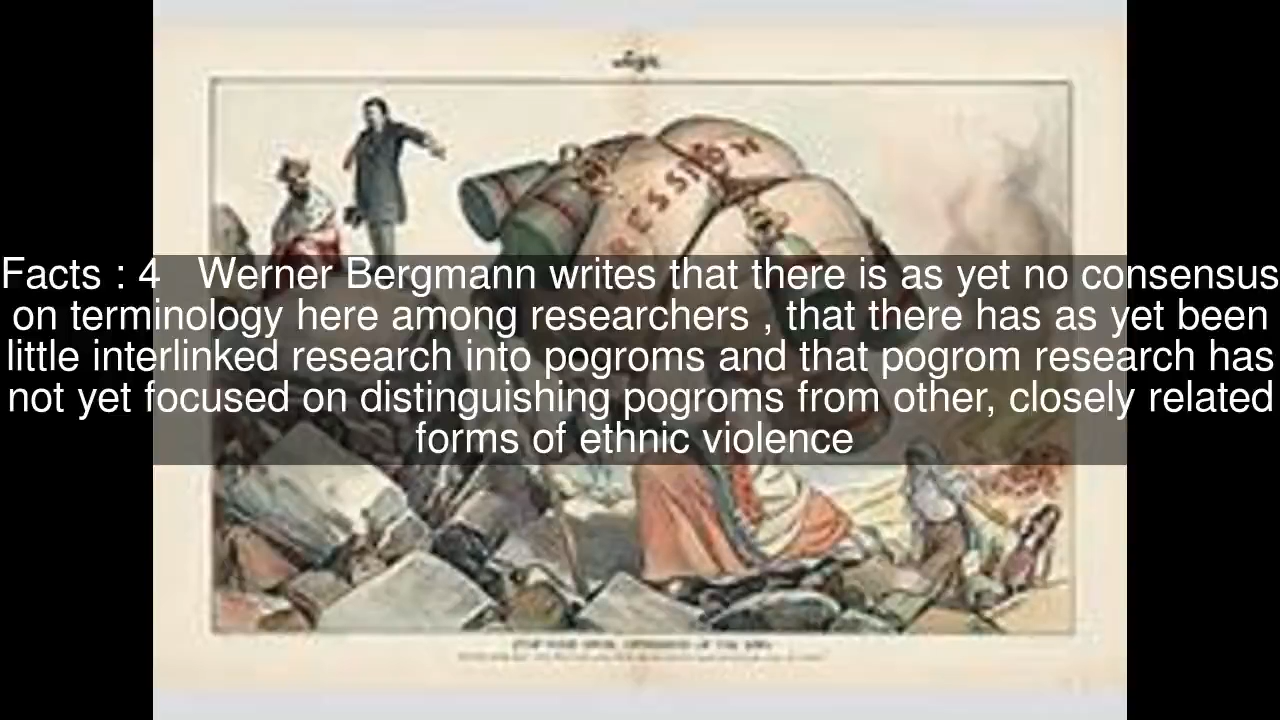 Judge
RESSION
Facts : 4 Werner Bergmann writes that there is as yet no consensus
on terminology here among researchers , that there has as yet been
little interlinked research into pogroms and that pogrom research has
not yet focused on distinguishing pogroms from other, closely related
forms of ethnic violence